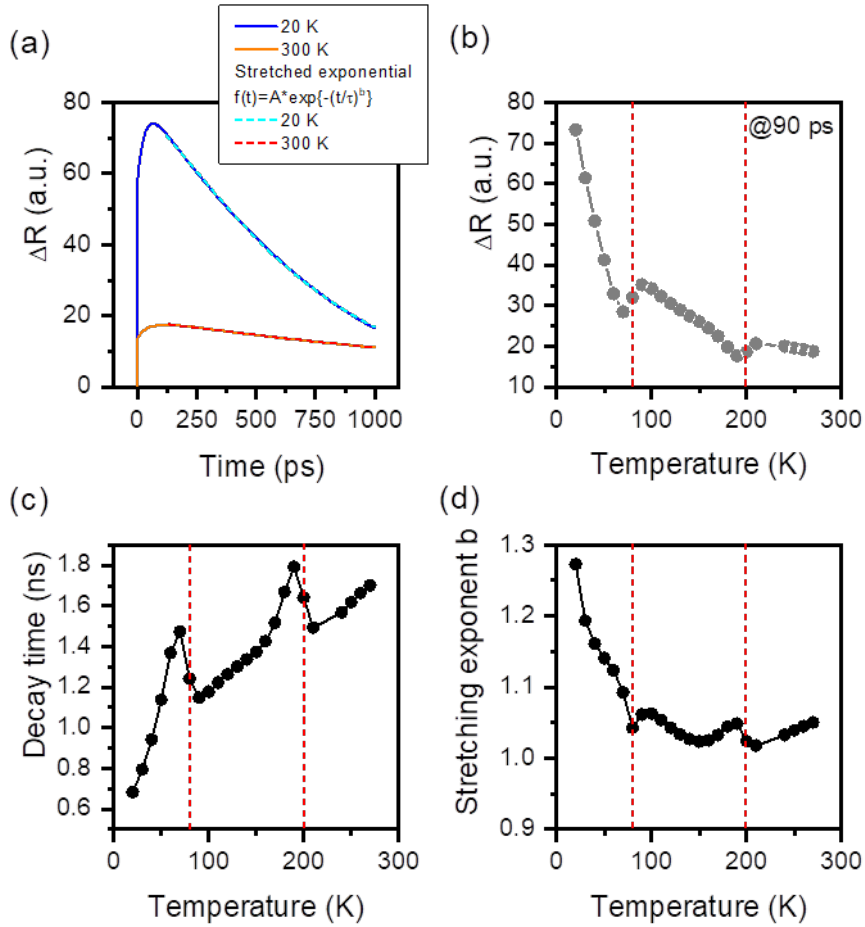 (a)
20 K
300 K
Stretched exponential
f(t)=A*exp{-(t/τ)^b}
20 K
300 K
80
60
40
20
0
ΔR (a.u.)
0 250 500 750 1000
Time (ps)
(b)
@90 ps
80
70
60
50
40
30
20
10
ΔR (a.u.)
0 100 200 300
Temperature (K)
(c)
1.8
1.6
1.4
1.2
1.0
0.8
0.6
Decay time (ns)
0 100 200 300
Temperature (K)
(d)
1.3
1.2
1.1
1.0
0.9
Stretching exponent b
0 100 200 300
Temperature (K)